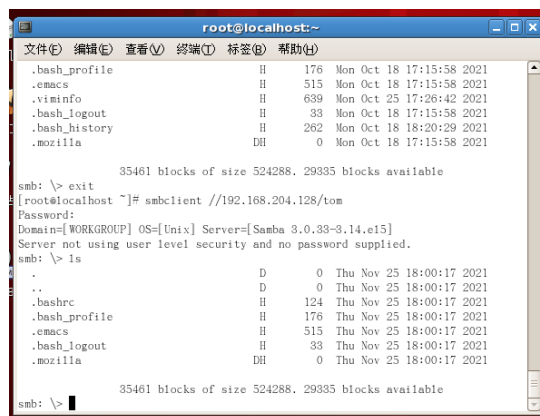 root@localhost:~
文件(F) 编辑(E) 查看(V) 终端(T) 标签(B) 帮助(H)
.bash_profile H 176 Mon Oct 18 17:15:58 2021
.emacs H 515 Mon Oct 18 17:15:58 2021
.viminfo H 639 Mon Oct 25 17:26:42 2021
.bash_logout H 33 Mon Oct 18 17:15:58 2021
.bash_history H 262 Mon Oct 18 18:20:29 2021
.mozilla DH 0 Mon Oct 18 17:15:58 2021
35461 blocks of size 524288. 29335 blocks available
smb: \> exit
[root@localhost ~]# smbclient //192.168.204.128/tom
Password:
Domain=[WORKGROUP] OS=[Unix] Server=[Samba 3.0.33-3.14.el5]
Server not using user level security and no password supplied.
smb: \> ls
. D 0 Thu Nov 25 18:00:17 2021
.. D 0 Thu Nov 25 18:00:17 2021
.bashrc H 124 Thu Nov 25 18:00:17 2021
.bash_profile H 176 Thu Nov 25 18:00:17 2021
.emacs H 515 Thu Nov 25 18:00:17 2021
.bash_logout H 33 Thu Nov 25 18:00:17 2021
.mozilla DH 0 Thu Nov 25 18:00:17 2021
35461 blocks of size 524288. 29335 blocks available
smb: \>